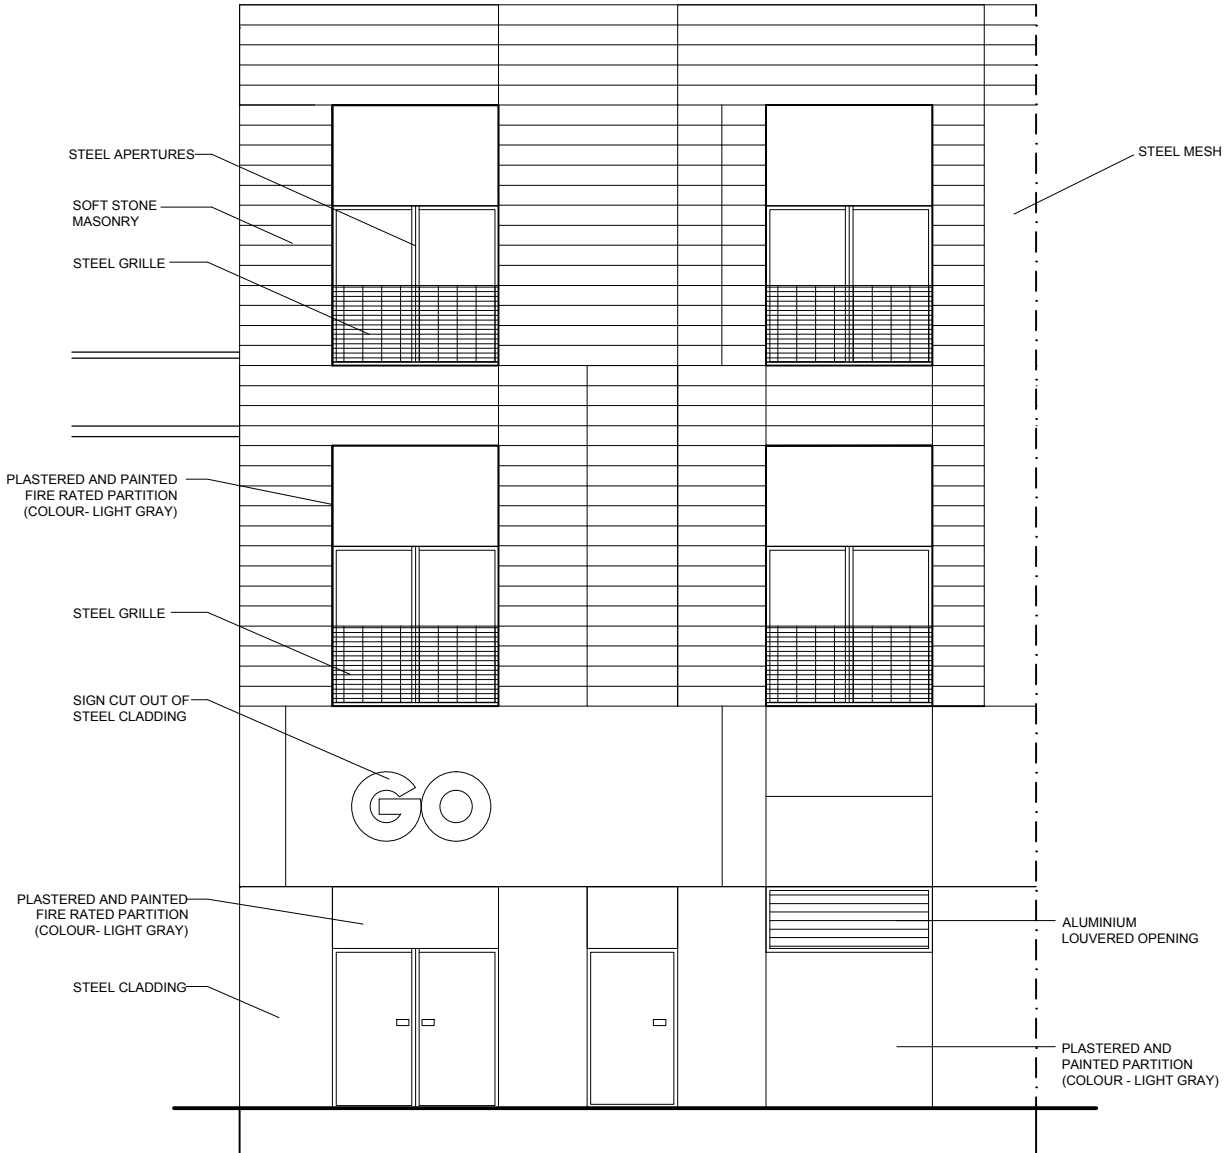 STEEL APERTURES
SOFT STONE
MASONRY
STEEL GRILLE
PLASTERED AND PAINTED
FIRE RATED PARTITION
(COLOUR- LIGHT GRAY)
STEEL GRILLE
SIGN CUT OUT OF
STEEL CLADDING
GO
PLASTERED AND PAINTED
FIRE RATED PARTITION
(COLOUR- LIGHT GRAY)
STEEL CLADDING
STEEL MESH
ALUMINIUM
LOUVERED OPENING
PLASTERED AND
PAINTED PARTITION
(COLOUR - LIGHT GRAY)